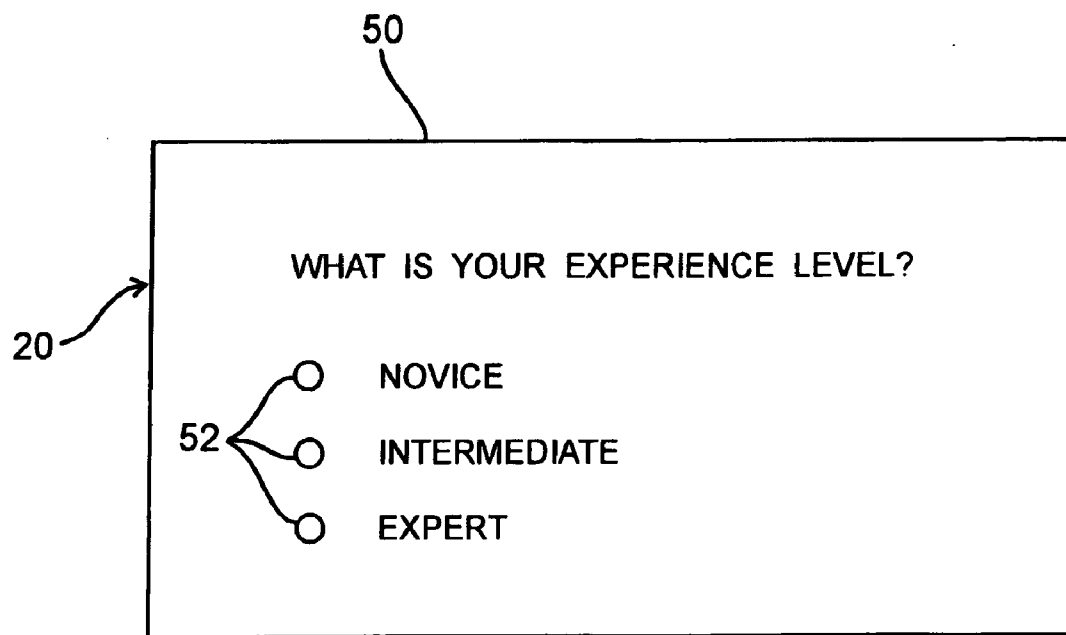 50
WHAT IS YOUR EXPERIENCE LEVEL?
20
NOVICE
52 INTERMEDIATE
EXPERT